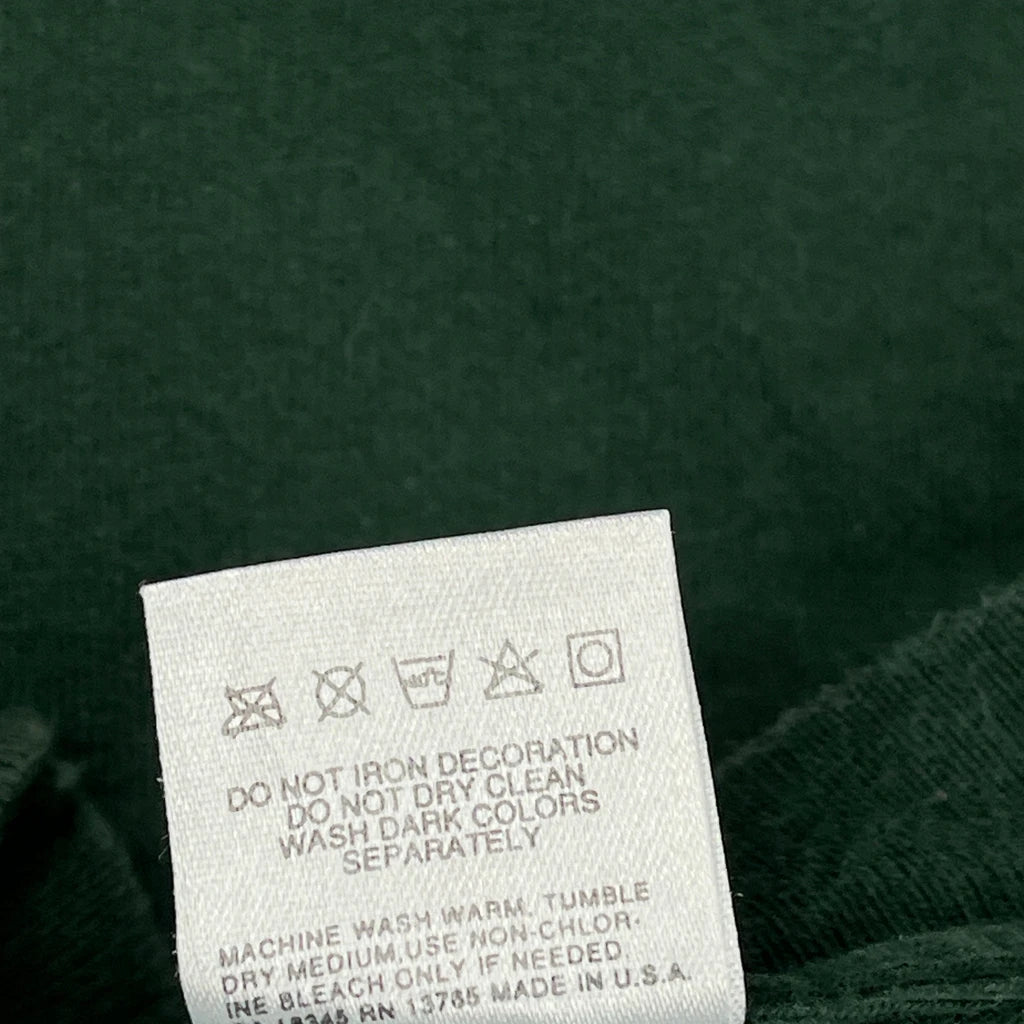 DO NOT IRON DECORATION
DO NOT DRY CLEAN
WASH DARK COLORS
SEPARATELY
MACHINE WASH WARM, TUMBLE
DRY MEDIUM, USE NON-CHLOR-
INE BLEACH ONLY IF NEEDED
RN 13765 MADE IN U.S.A.